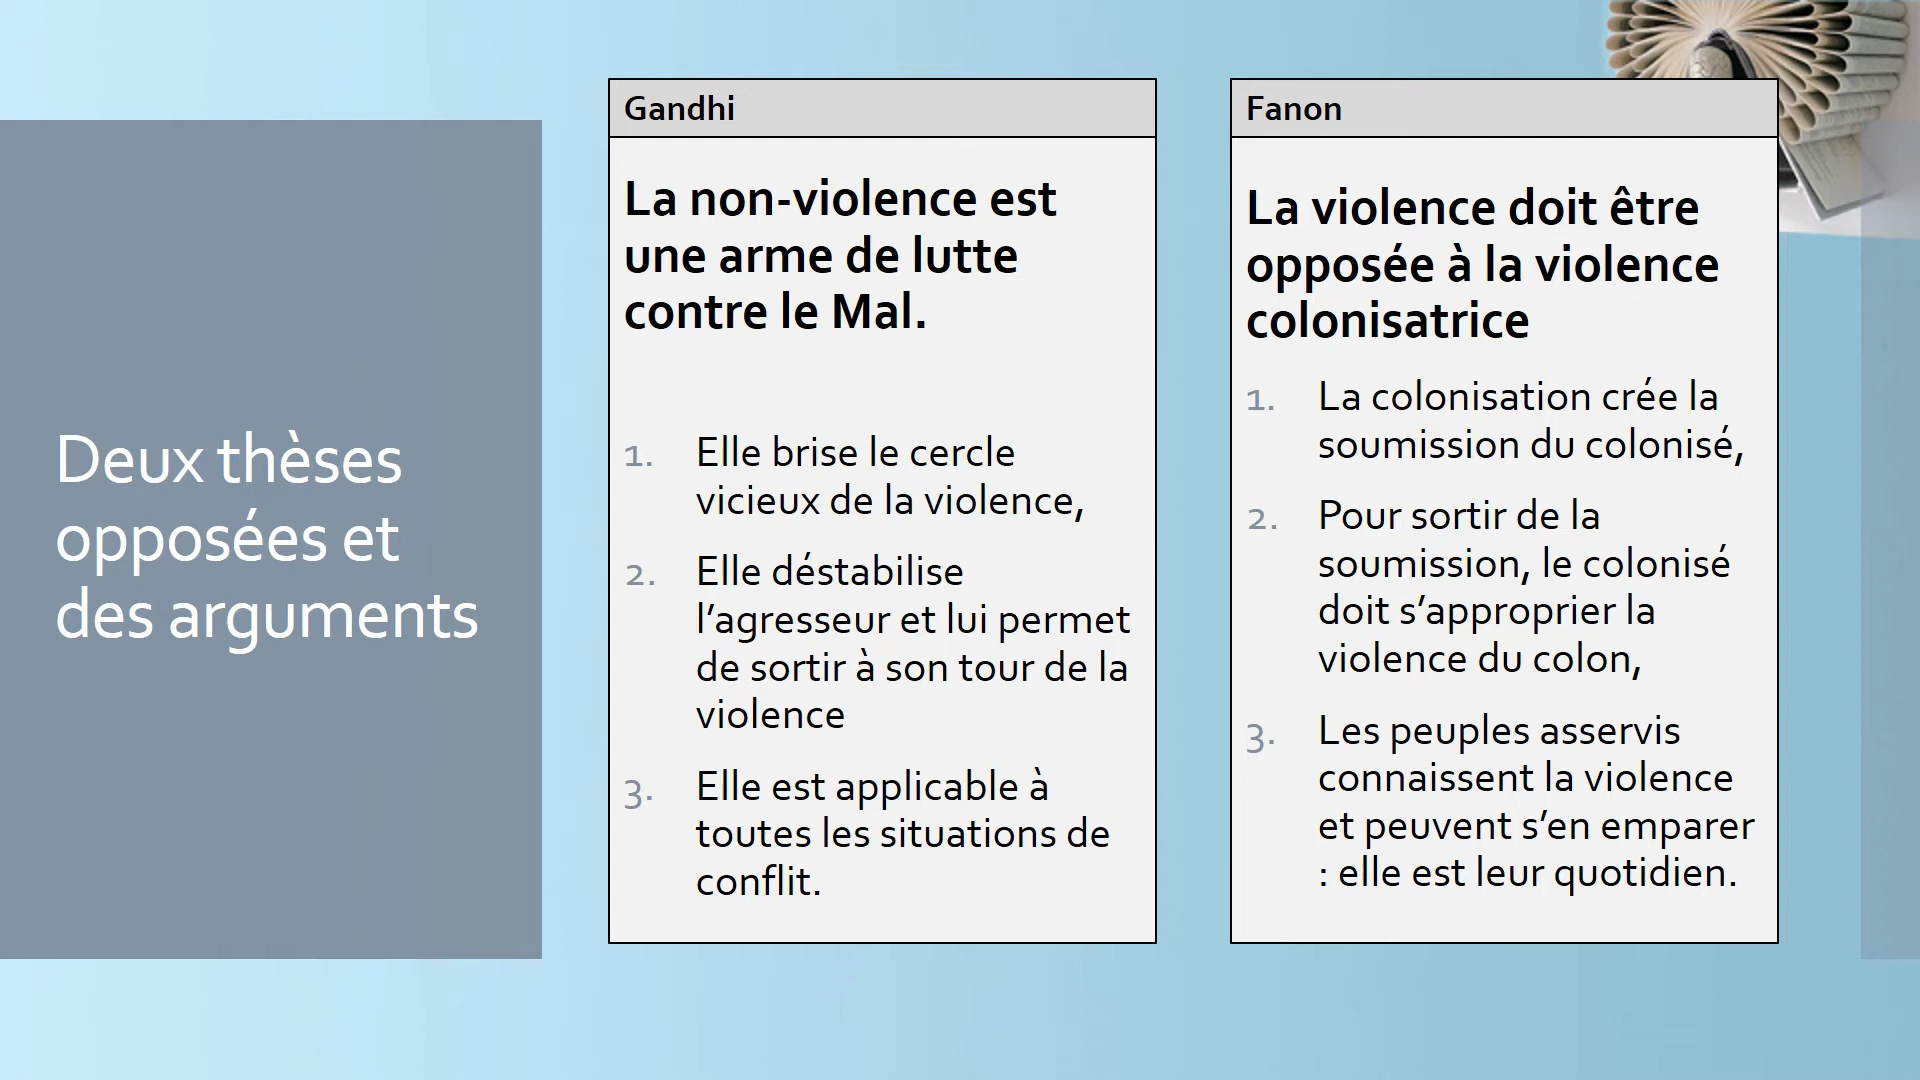 Deux thèses
opposées et
des arguments
Gandhi
La non-violence est
une arme de lutte
contre le Mal.
1. Elle brise le cercle
vicieux de la violence,
2. Elle déstabilise
l’agresseur et lui permet
de sortir à son tour de la
violence
3. Elle est applicable à
toutes les situations de
conflit.
Fanon
La violence doit être
opposée à la violence
colonisatrice
1. La colonisation crée la
soumission du colonisé,
2. Pour sortir de la
soumission, le colonisé
doit s’approprier la
violence du colon,
3. Les peuples asservis
connaissent la violence
et peuvent s’en emparer
: elle est leur quotidien.